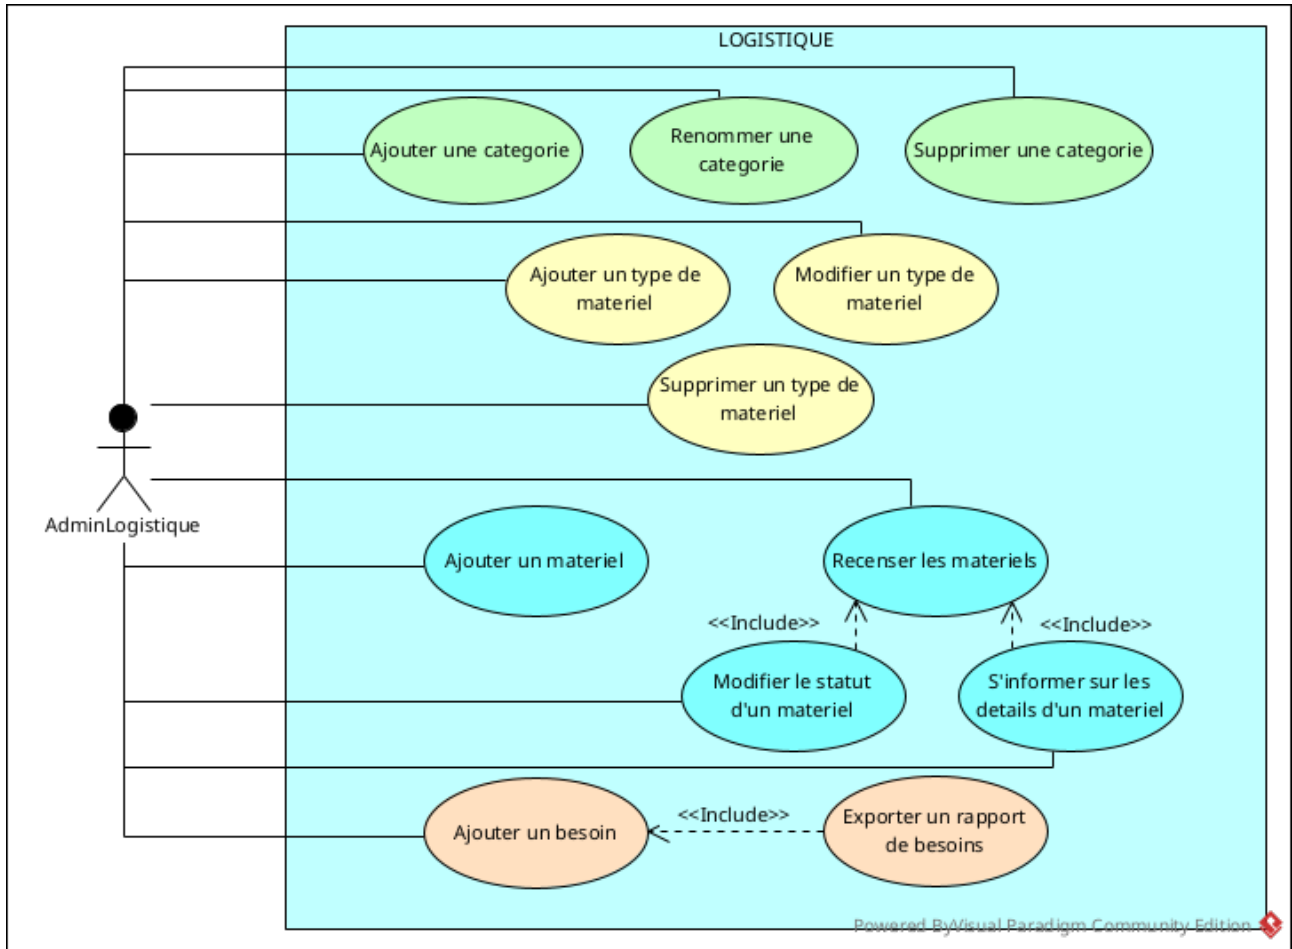 LOGISTIQUE
Ajouter une categorie
Renommer une
categorie
Supprimer une categorie
Ajouter un type de
materiel
Modifier un type de
materiel
Supprimer un type de
materiel
AdminLogistique
Ajouter un materiel
Recenser les materiels
<<Include>>
<<Include>>
Modifier le statut
d'un materiel
S'informer sur les
details d'un materiel
Ajouter un besoin
<<Include>>
Exporter un rapport
de besoins
Powered ByVisual Paradigm Community Edition